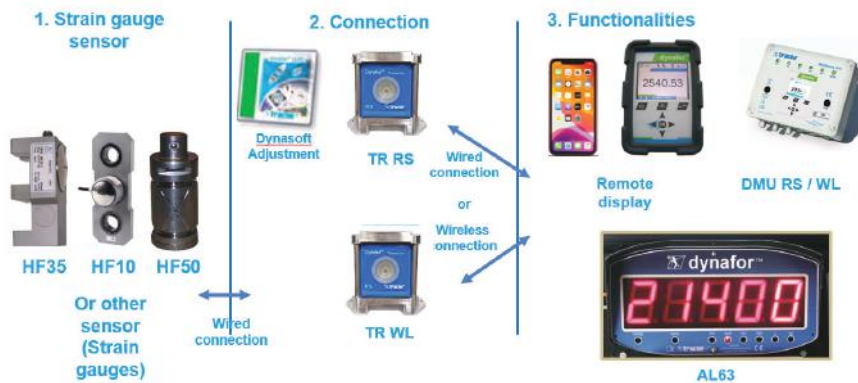 1. Strain gauge
sensor
2. Connection
3. Functionalities
Dynasoft
Adjustment
TR RS
Wired
connection
or
Wireless
connection
TR WL
HF35
HF10
HF50
Or other
sensor
(Strain
gauges)
Wired
connection
dynafor
2540.53
Remote
display
DMU RS / WL
dynafor™
21400
AL63